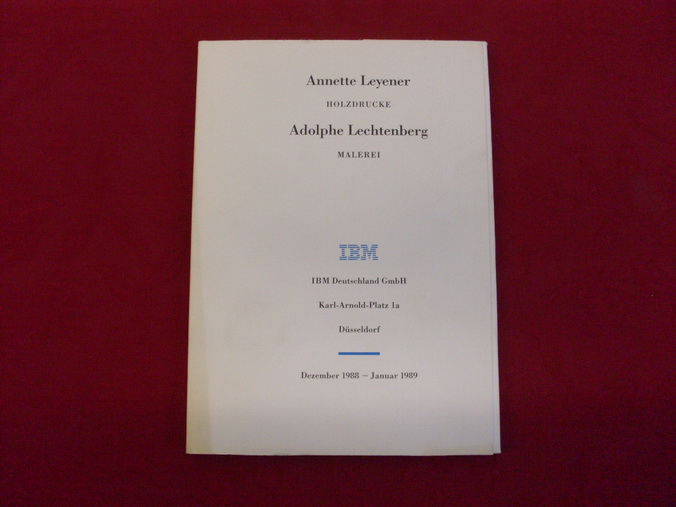 Annette Leyener
HOLZDRUCKE
Adolphe Lechtenberg
MALEREI
IBM
IBM Deutschland GmbH
Karl-Arnold-Platz 1a
Düsseldorf
Dezember 1988 – Januar 1989